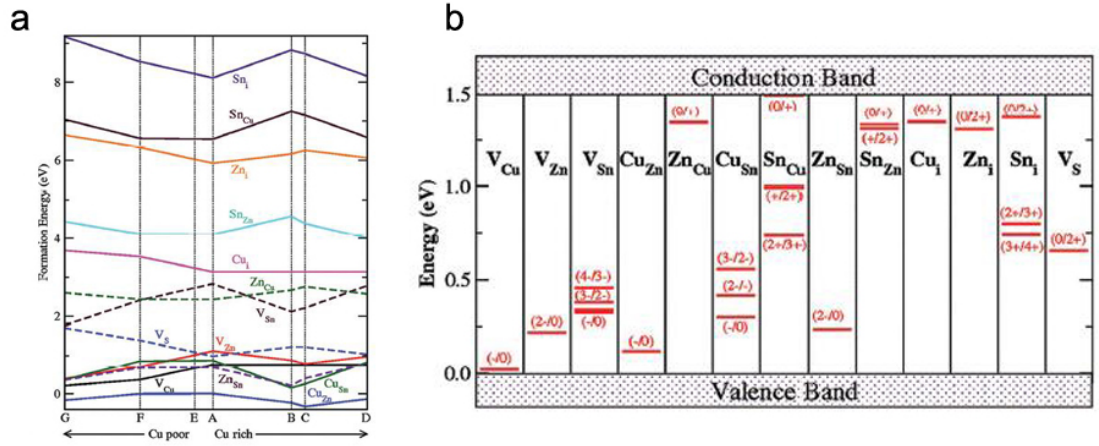 a
b
Formation Energy (eV)
8
6
4
2
0
Sn_i
Sn_Cu
Zn_i
Sn_Zn
Cu_i
Zn_Cu
V_Sn
V_S
V_Zn
V_Cu
Zn_Sn
Cu_Sn
Cu_Zn
G F E A B C D
Cu poor Cu rich
Conduction Band
Energy (eV)
1.5
1.0
0.5
0.0
V_Cu V_Zn V_Sn Cu_Zn Zn_Cu Cu_Sn Sn_Cu Zn_Sn Sn_Zn Cu_i Zn_i Sn_i V_S
(-/0)
(2-/0)
(4-/3-)
(3-/2-)
(-/0)
(-/0)
(0/+)
(3-/2-)
(2-/-)
(-/0)
(0/+)
(+/2+)
(2+/3+)
(2-/0)
(0/+)
(+/2+)
(0/+)
(0/2+)
(0/2+)
(2+/3+)
(3+/4+)
(0/2+)
Valence Band